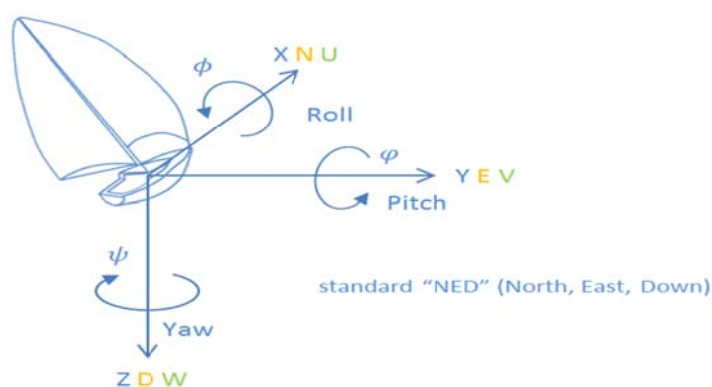 X N U
ϕ
Roll
φ
Y E V
Pitch
ψ
standard “NED” (North, East, Down)
Yaw
Z D W